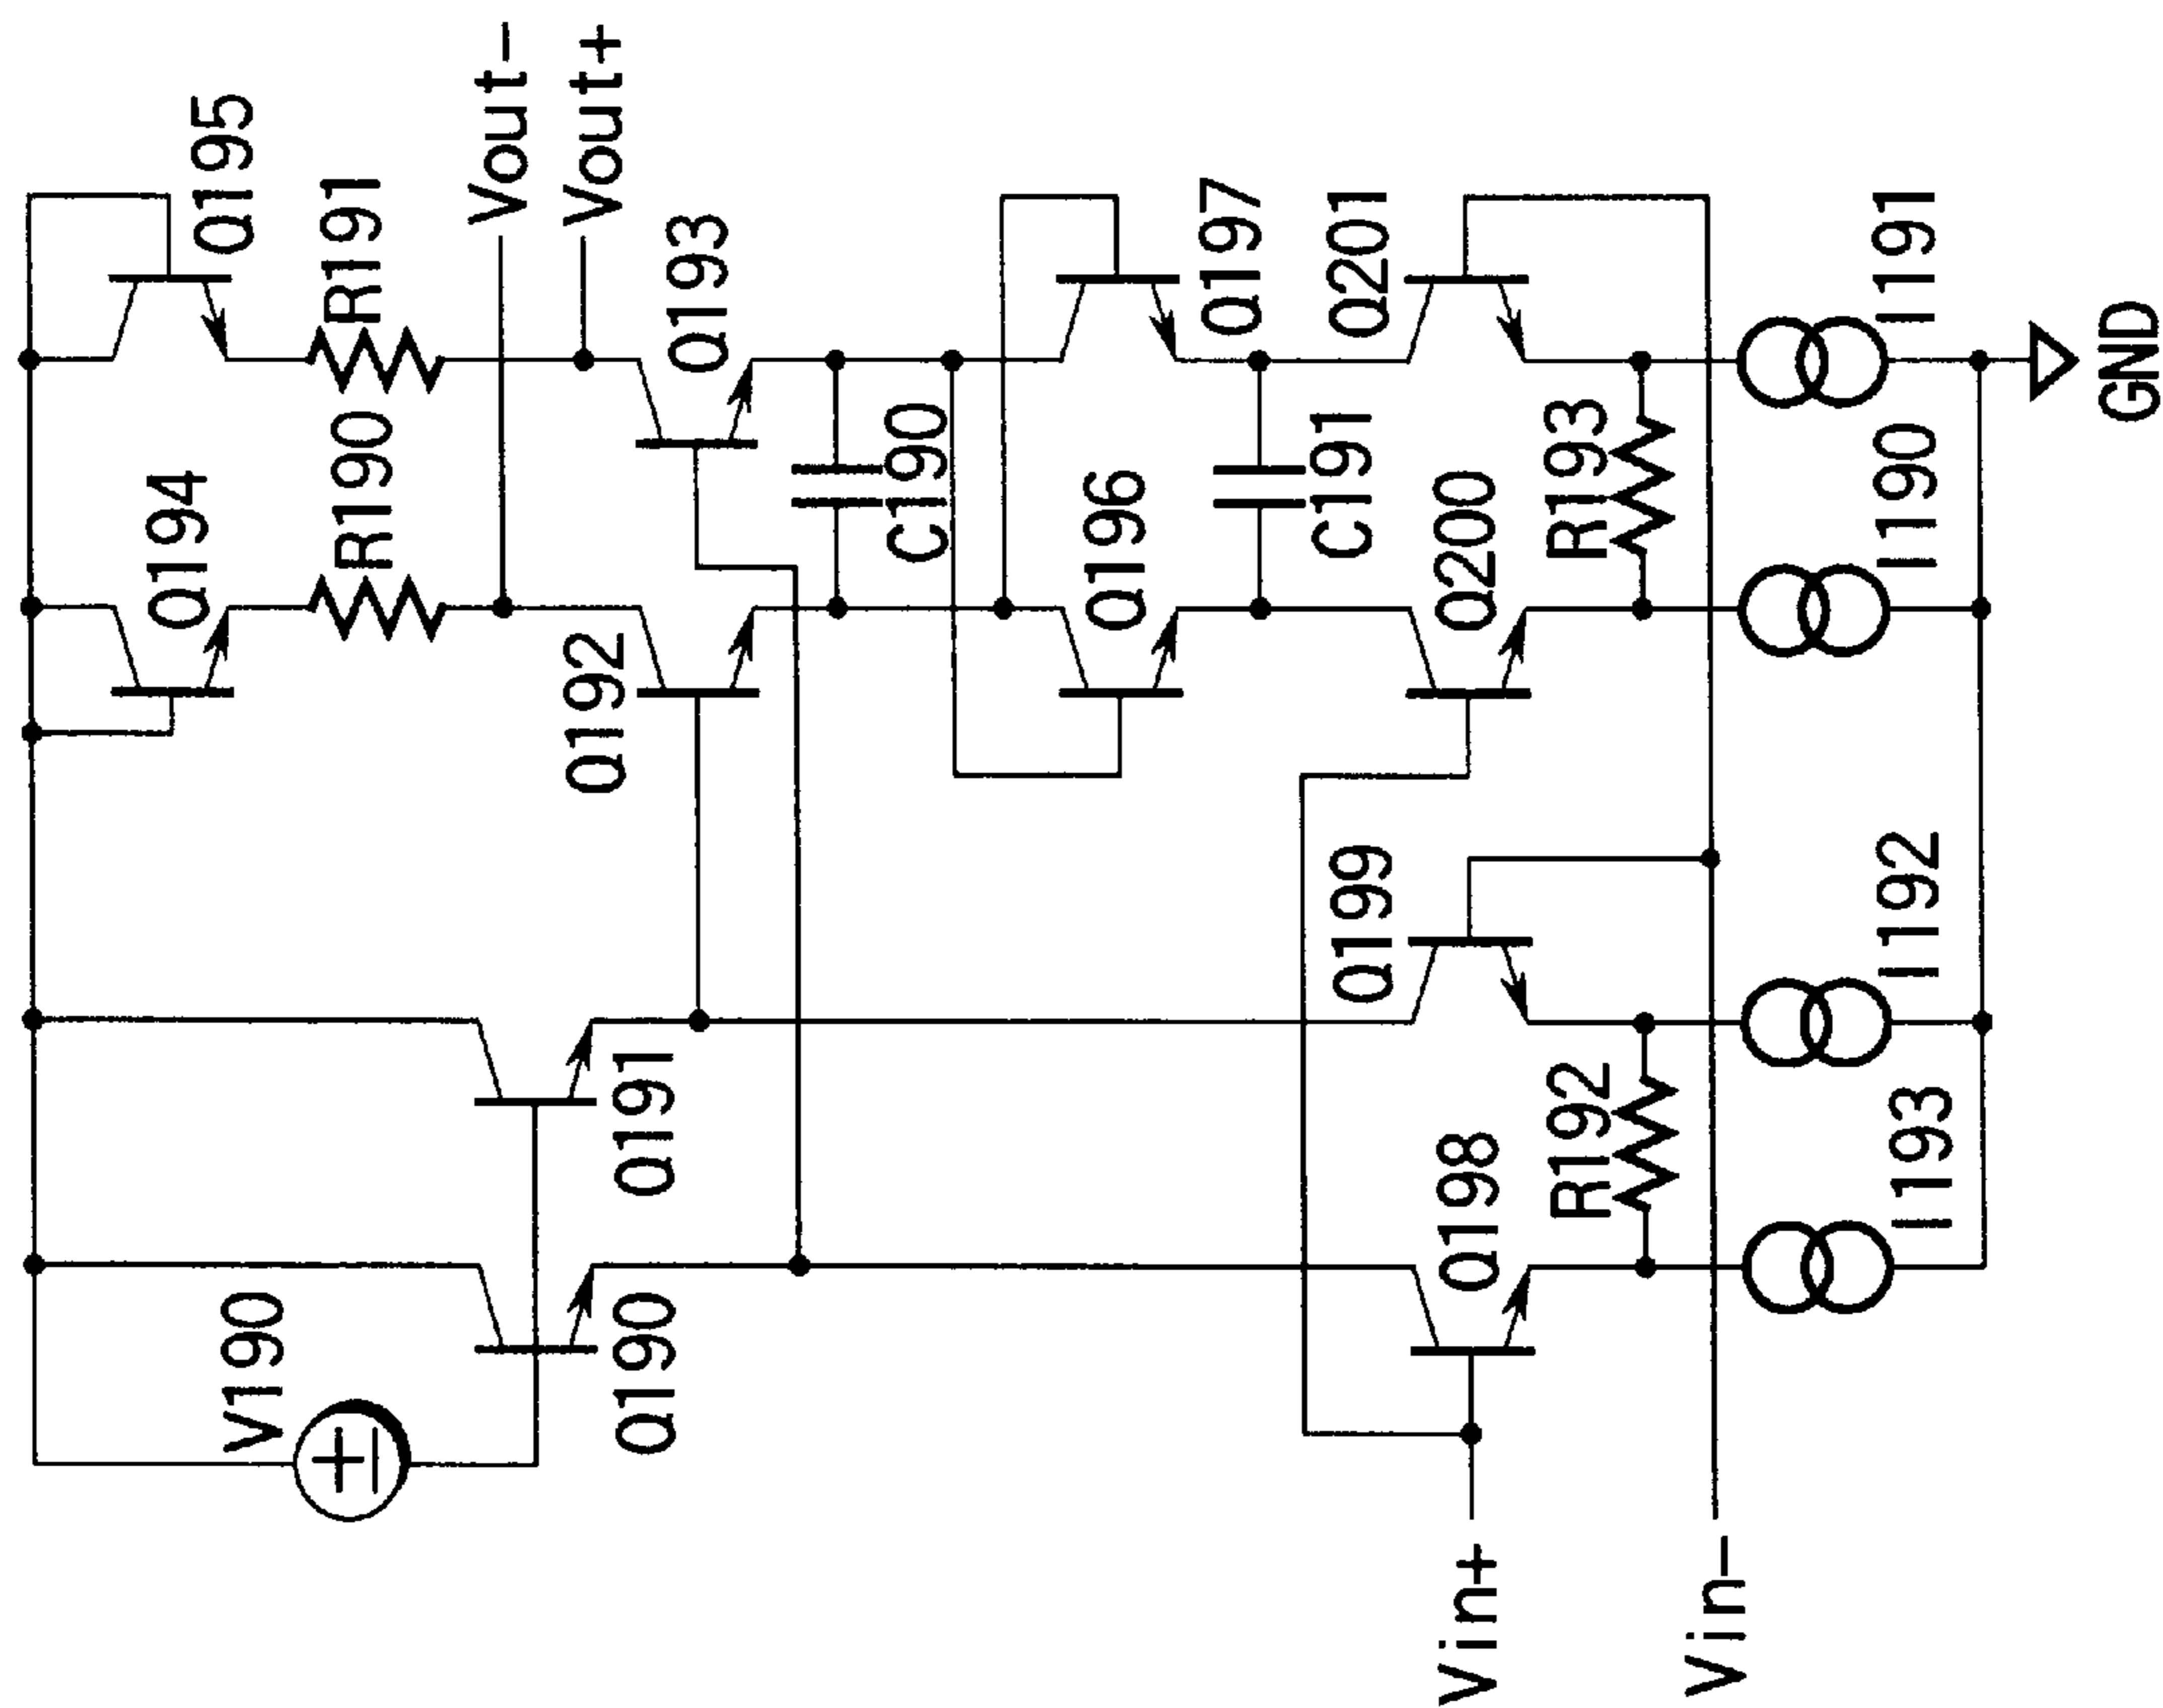 Q195
R191
Vout-
Vout+
Q194
R190
Q193
Q192
C190
Q197
Q196
C191
Q201
Q200
R193
I191
I190
GND
V190
Q191
Q190
Q199
Q198
R192
I192
I193
Vin+
Vin-